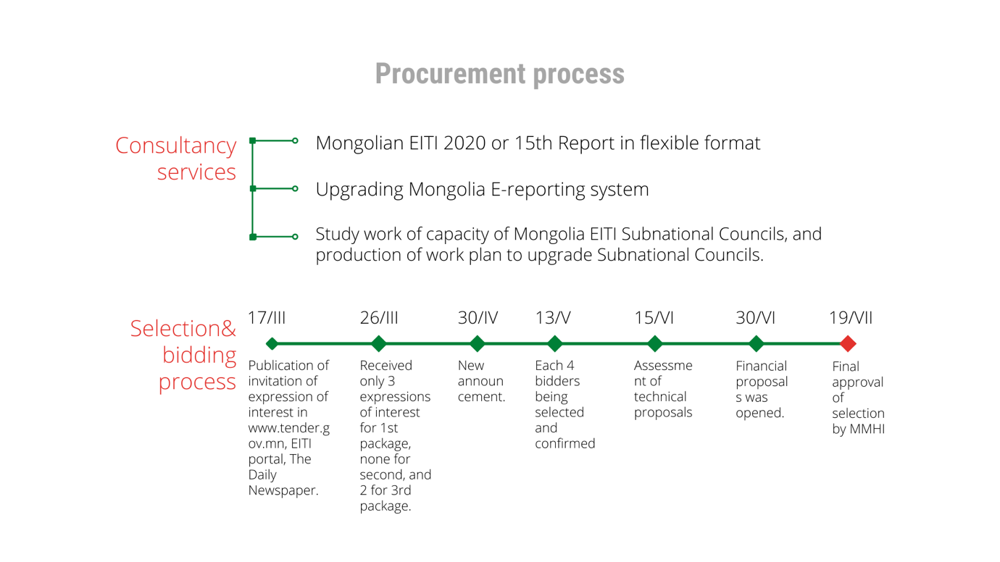 Procurement process
Consultancy
services
Mongolian EITI 2020 or 15th Report in flexible format
Upgrading Mongolia E-reporting system
Study work of capacity of Mongolia EITI Subnational Councils, and
production of work plan to upgrade Subnational Councils.
Selection&
bidding
process
17/III
Publication of
invitation of
expression of
interest in
www.tender.g
ov.mn, EITI
portal, The
Daily
Newspaper.
26/III
Received
only 3
expressions
of interest
for 1st
package,
none for
second, and
2 for 3rd
package.
30/IV
New
announ
cement.
13/V
Each 4
bidders
being
selected
and
confirmed
15/VI
Assessme
nt of
technical
proposals
30/VI
Financial
proposal
s was
opened.
19/VII
Final
approval
of
selection
by MMHI